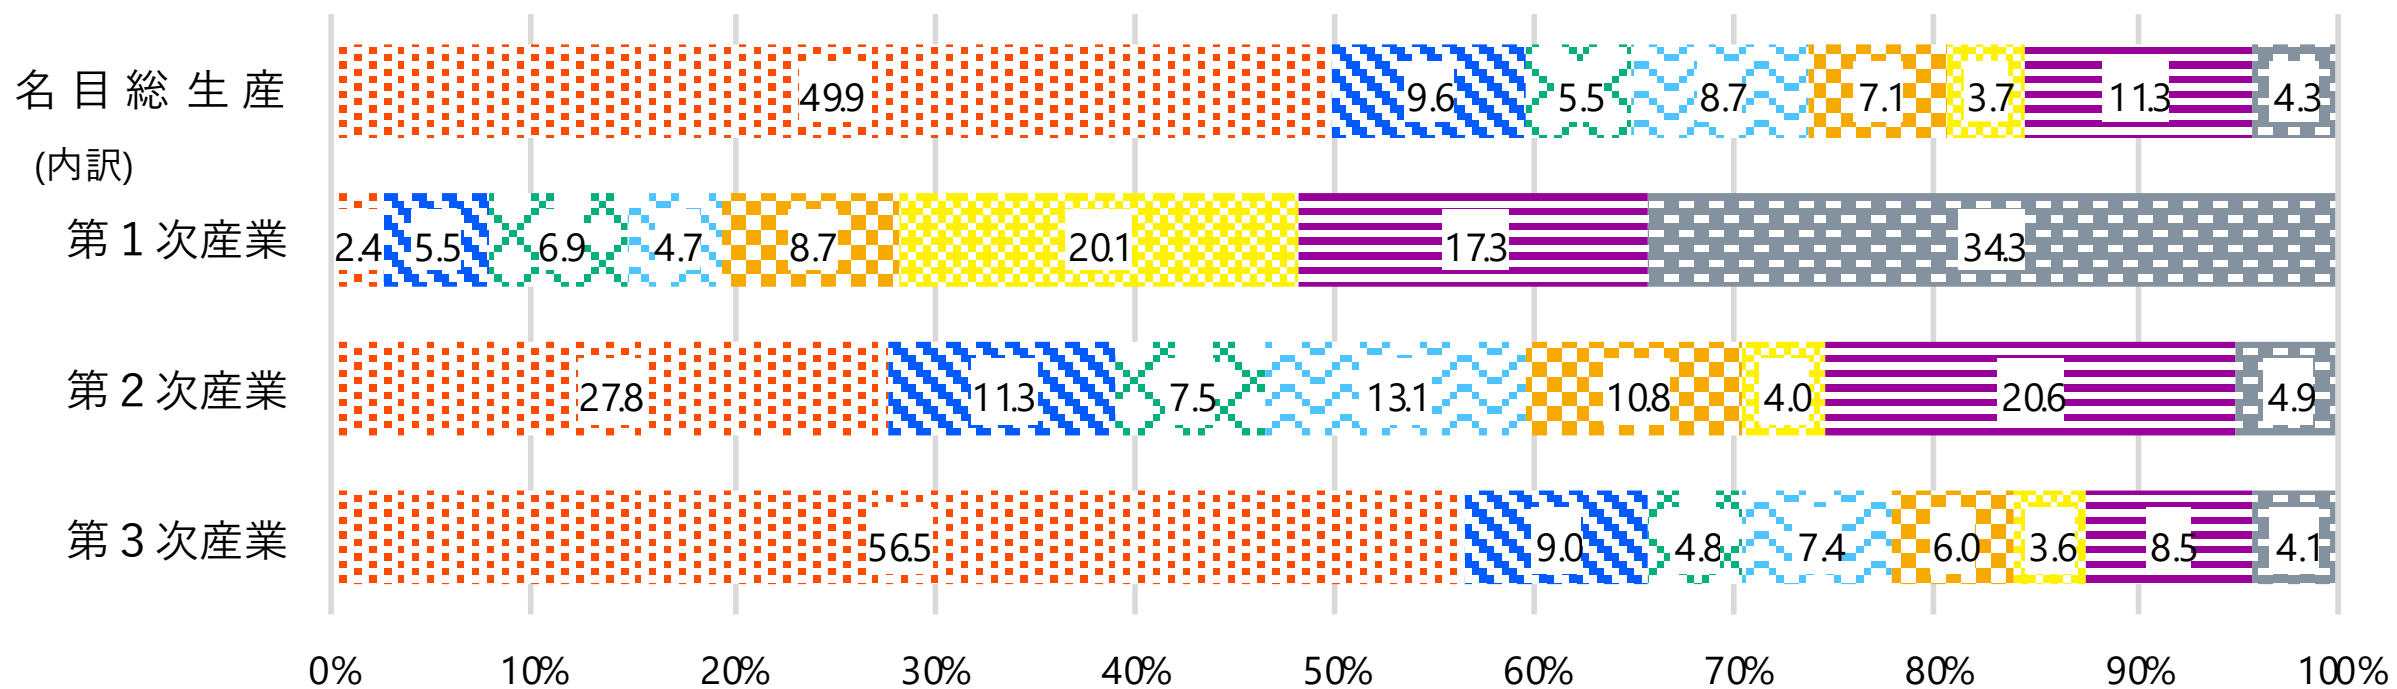 名目総生産 49.9 9.6 5.5 8.7 7.1 3.7 11.3 4.3
(内訳)
第1次産業 2.4 5.5 6.9 4.7 8.7 20.1 17.3 34.3
第2次産業 27.8 11.3 7.5 13.1 10.8 4.0 20.6 4.9
第3次産業 56.5 9.0 4.8 7.4 6.0 3.6 8.5 4.1
0% 10% 20% 30% 40% 50% 60% 70% 80% 90% 100%